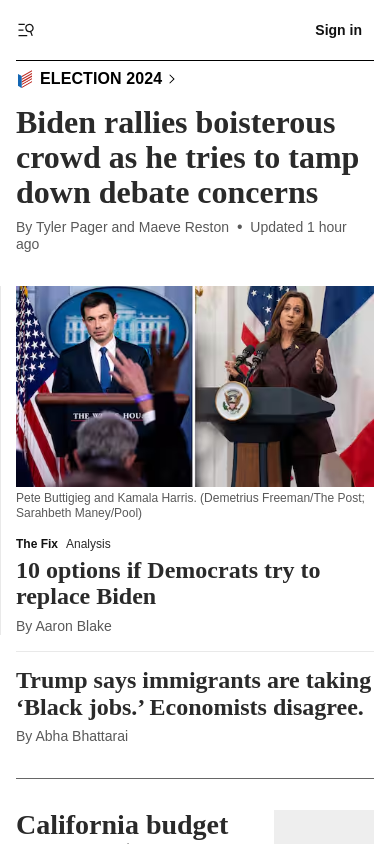 Sign in
ELECTION 2024
Biden rallies boisterous
crowd as he tries to tamp
down debate concerns
By Tyler Pager and Maeve Reston • Updated 1 hour
ago
THE WHITE HOU
Pete Buttigieg and Kamala Harris. (Demetrius Freeman/The Post;
Sarahbeth Maney/Pool)
The Fix Analysis
10 options if Democrats try to
replace Biden
By Aaron Blake
Trump says immigrants are taking
‘Black jobs.’ Economists disagree.
By Abha Bhattarai
California budget